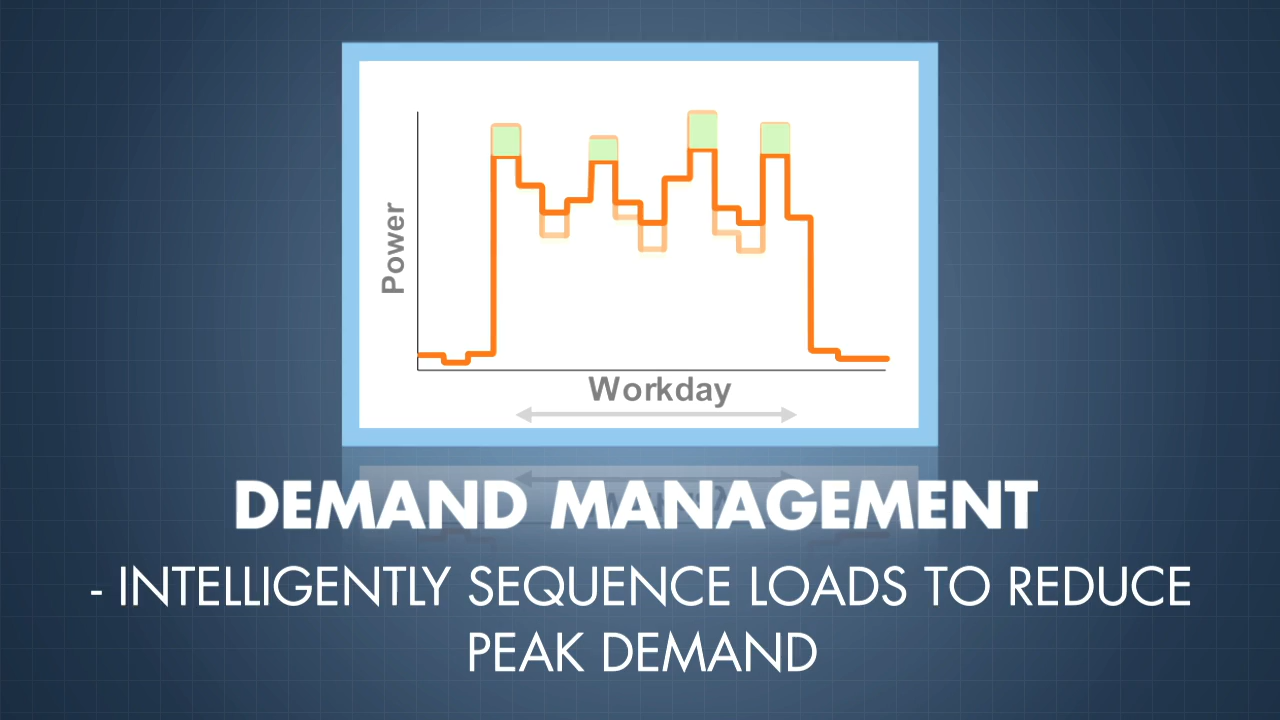 Power
Workday
DEMAND MANAGEMENT
- INTELLIGENTLY SEQUENCE LOADS TO REDUCE
PEAK DEMAND